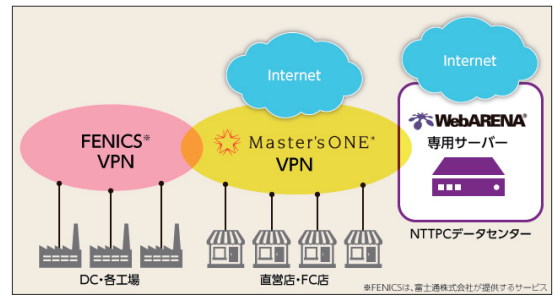 Internet
Internet
FENICS※
VPN
Master'sONE*
VPN
WebARENA®
専用サーバー
NTTPCデータセンター
DC・各工場
直営店・FC店
※FENICSは、富士通株式会社が提供するサービス